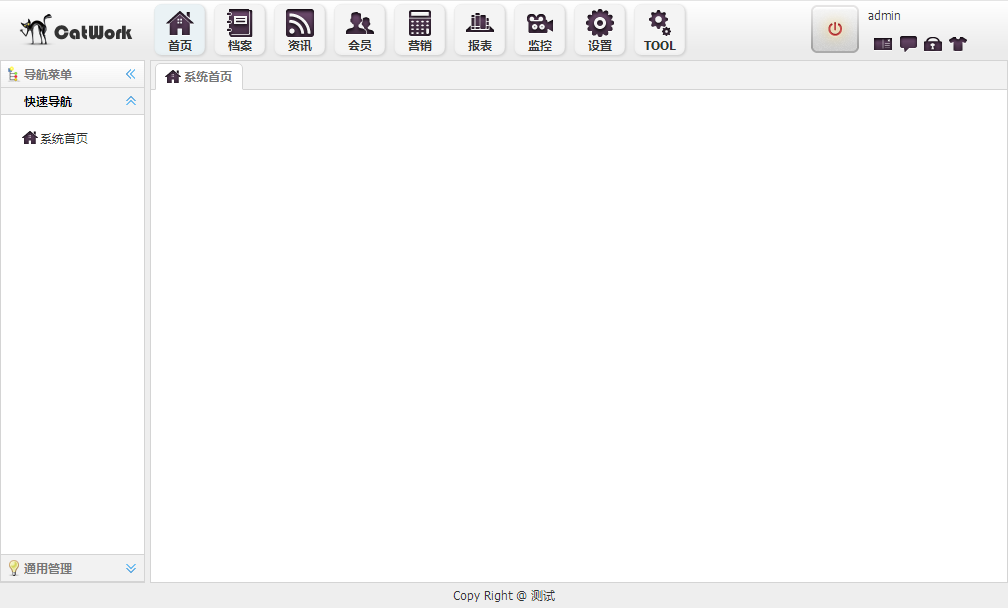 CatWork
首页
档案
资讯
会员
营销
报表
监控
设置
TOOL
admin
导航菜单
快速导航
系统首页
系统首页
通用管理
Copy Right @ 测试